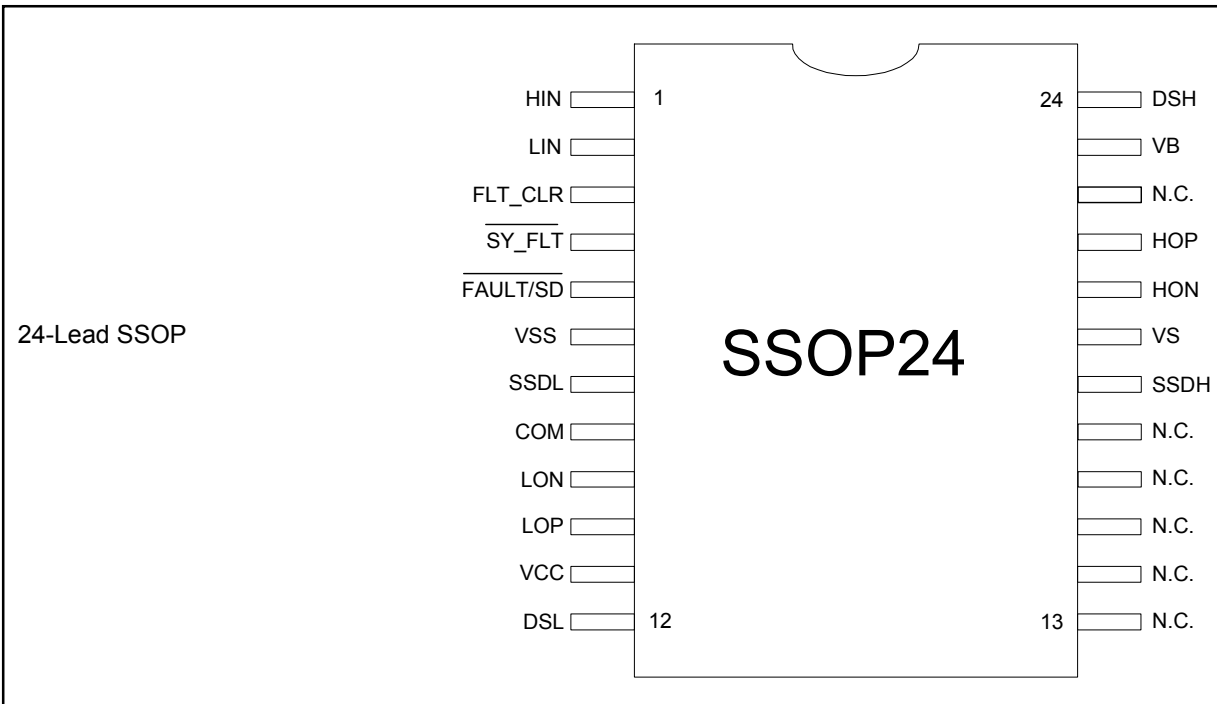 HIN 1 24 DSH
LIN VB
FLT_CLR N.C.
SY_FLT HOP
FAULT/SD HON
24-Lead SSOP VSS SSOP24 VS
SSDL SSDH
COM N.C.
LON N.C.
LOP N.C.
VCC N.C.
DSL 12 13 N.C.